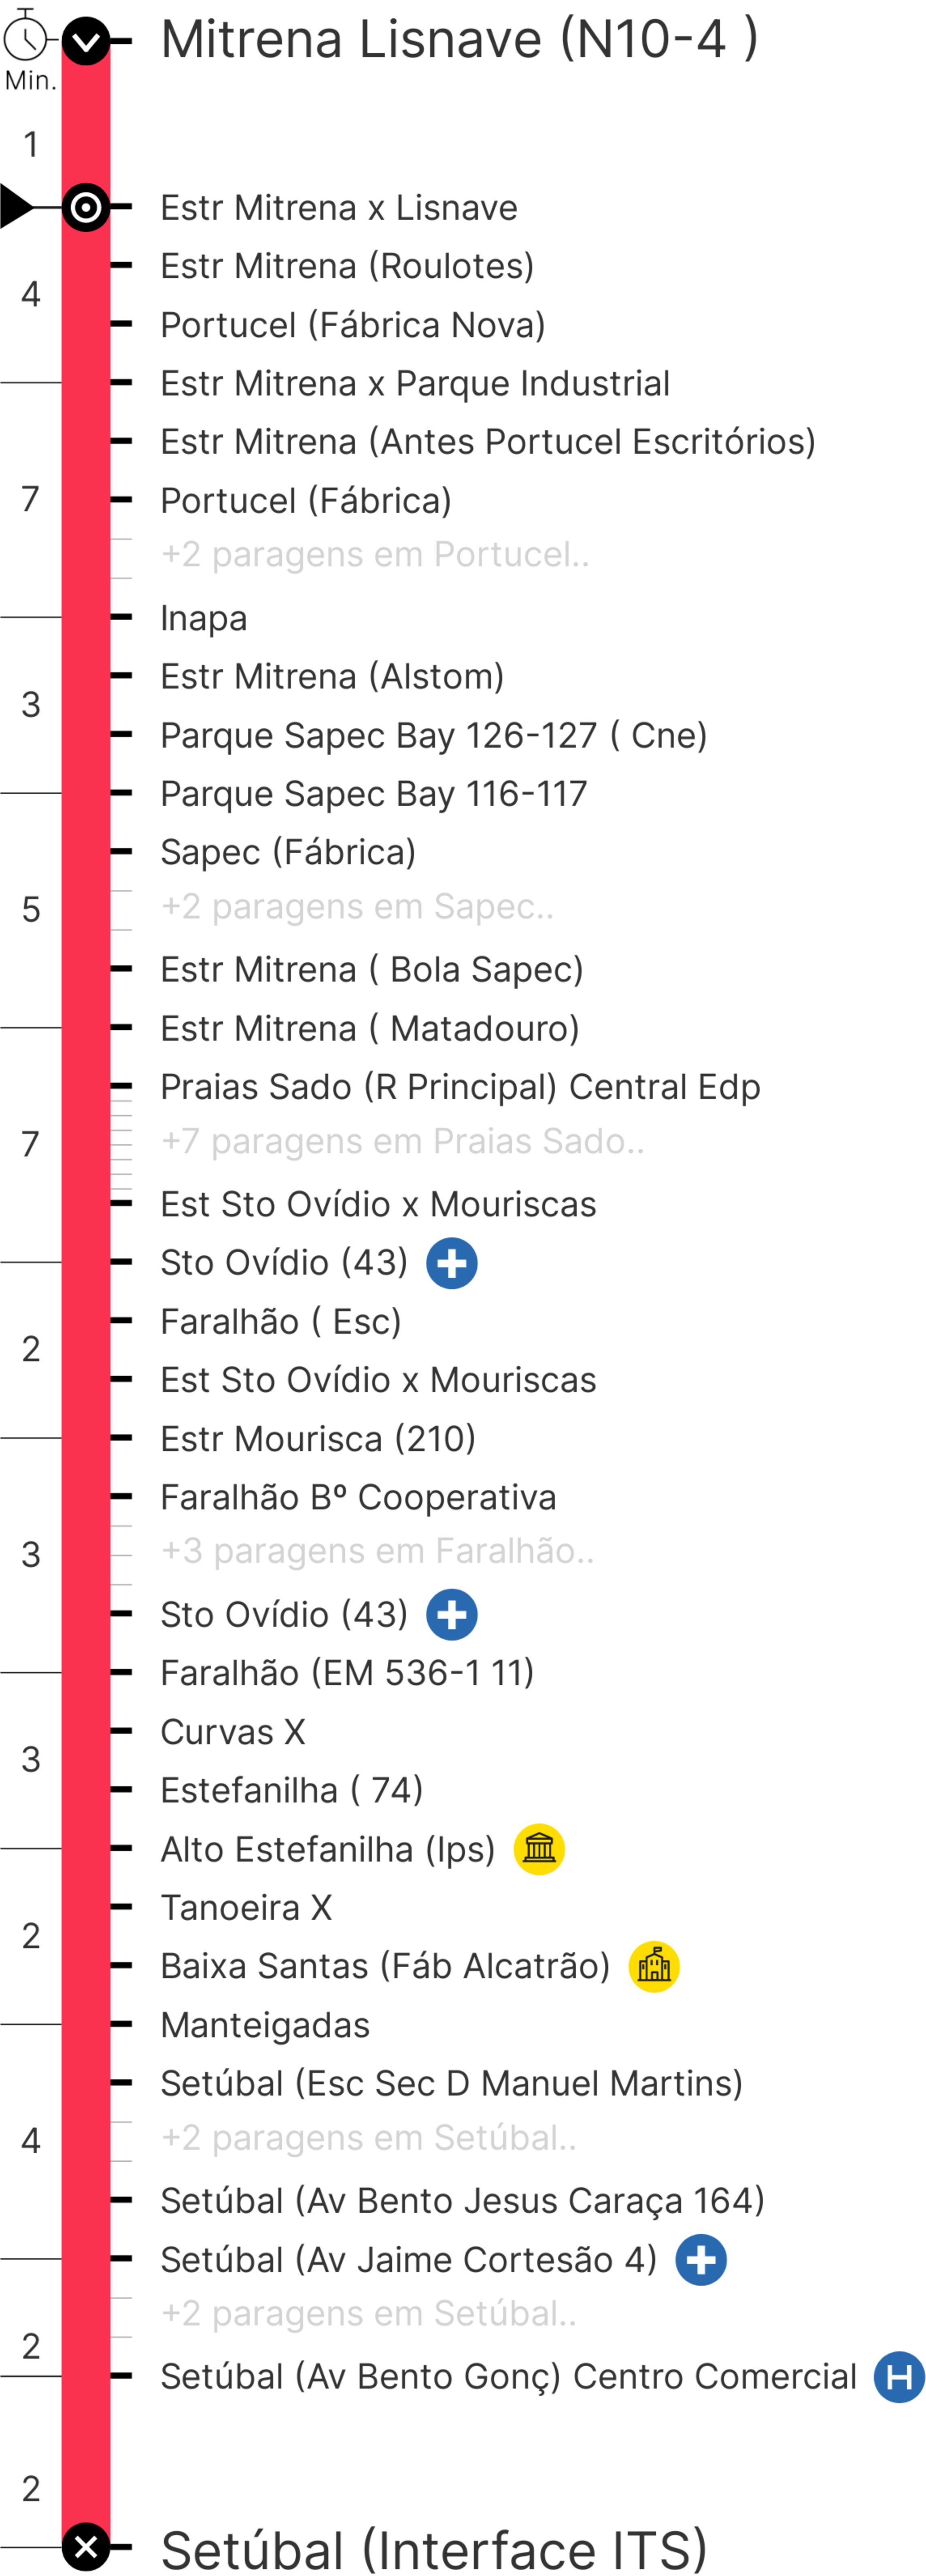 Mitrena Lisnave (N10-4 )
Min.
1
Estr Mitrena x Lisnave
Estr Mitrena (Roulotes)
4
Portucel (Fábrica Nova)
Estr Mitrena x Parque Industrial
Estr Mitrena (Antes Portucel Escritórios)
7
Portucel (Fábrica)
+2 paragens em Portucel..
Inapa
Estr Mitrena (Alstom)
3
Parque Sapec Bay 126-127 ( Cne)
Parque Sapec Bay 116-117
Sapec (Fábrica)
5
+2 paragens em Sapec..
Estr Mitrena ( Bola Sapec)
Estr Mitrena ( Matadouro)
Praias Sado (R Principal) Central Edp
7
+7 paragens em Praias Sado..
Est Sto Ovídio x Mouriscas
Sto Ovídio (43)
Faralhão ( Esc)
2
Est Sto Ovídio x Mouriscas
Estr Mourisca (210)
Faralhão Bº Cooperativa
3
+3 paragens em Faralhão..
Sto Ovídio (43)
Faralhão (EM 536-1 11)
Curvas X
3
Estefanilha ( 74)
Alto Estefanilha (Ips)
Tanoeira X
2
Baixa Santas (Fáb Alcatrão)
Manteigadas
Setúbal (Esc Sec D Manuel Martins)
4
+2 paragens em Setúbal..
Setúbal (Av Bento Jesus Caraça 164)
Setúbal (Av Jaime Cortesão 4)
+2 paragens em Setúbal..
2
Setúbal (Av Bento Gonç) Centro Comercial H
2
Setúbal (Interface ITS)